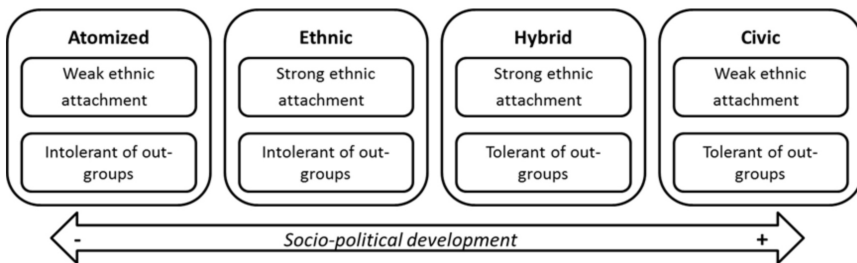 Atomized
Weak ethnic
attachment
Intolerant of out-
groups
Ethnic
Strong ethnic
attachment
Intolerant of out-
groups
Hybrid
Strong ethnic
attachment
Tolerant of out-
groups
Civic
Weak ethnic
attachment
Tolerant of out-
groups
- Socio-political development +